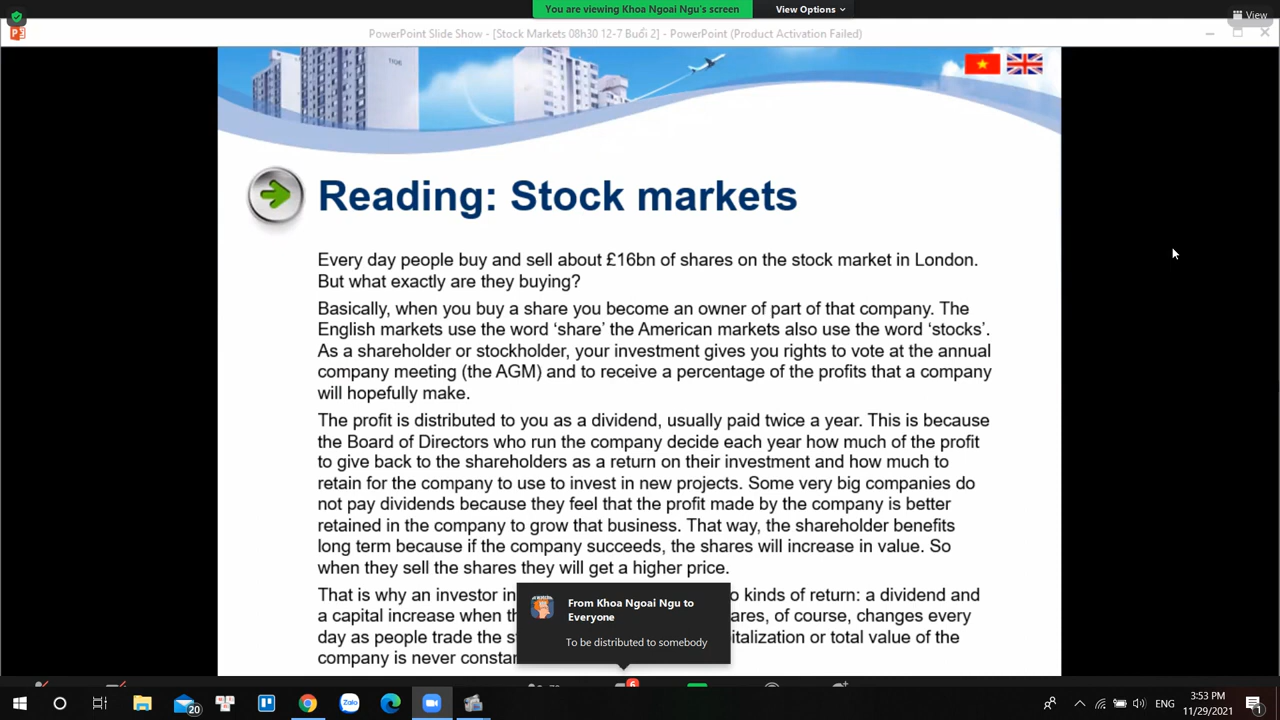 You are viewing Khoa Ngoai Ngu's screen
View Options
View
PowerPoint Slide Show - [Stock Markets 08h30 12-7 Buổi 2] - PowerPoint (Product Activation Failed)
1106
Reading: Stock markets
Every day people buy and sell about £16bn of shares on the stock market in London.
But what exactly are they buying?
Basically, when you buy a share you become an owner of part of that company. The
English markets use the word ‘share’ the American markets also use the word ‘stocks’.
As a shareholder or stockholder, your investment gives you rights to vote at the annual
company meeting (the AGM) and to receive a percentage of the profits that a company
will hopefully make.
The profit is distributed to you as a dividend, usually paid twice a year. This is because
the Board of Directors who run the company decide each year how much of the profit
to give back to the shareholders as a return on their investment and how much to
retain for the company to use to invest in new projects. Some very big companies do
not pay dividends because they feel that the profit made by the company is better
retained in the company to grow that business. That way, the shareholder benefits
long term because if the company succeeds, the shares will increase in value. So
when they sell the shares they will get a higher price.
That is why an investor in o kinds of return: a dividend and
a capital increase when th ares, of course, changes every
day as people trade the s italization or total value of the
company is never constan
From Khoa Ngoai Ngu to
Everyone
To be distributed to somebody
6
20
Zalo
ENG
3:53 PM
11/29/2021
1